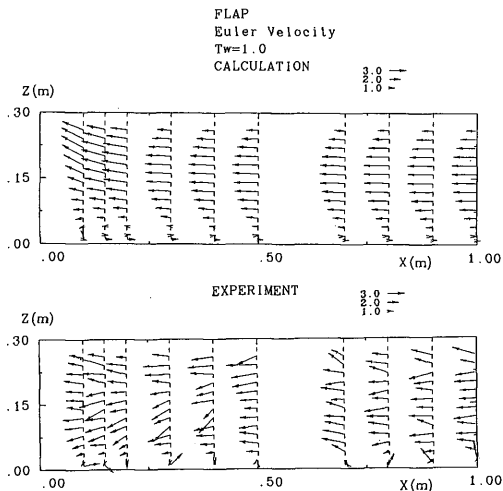 FLAP
Euler Velocity
Tw=1.0
CALCULATION
3.0
2.0
1.0
Z(m)
.30
.15
.00
.00 .50 1.00
X(m)
EXPERIMENT
3.0
2.0
1.0
Z(m)
.30
.15
.00
.00 .50 1.00
X(m)